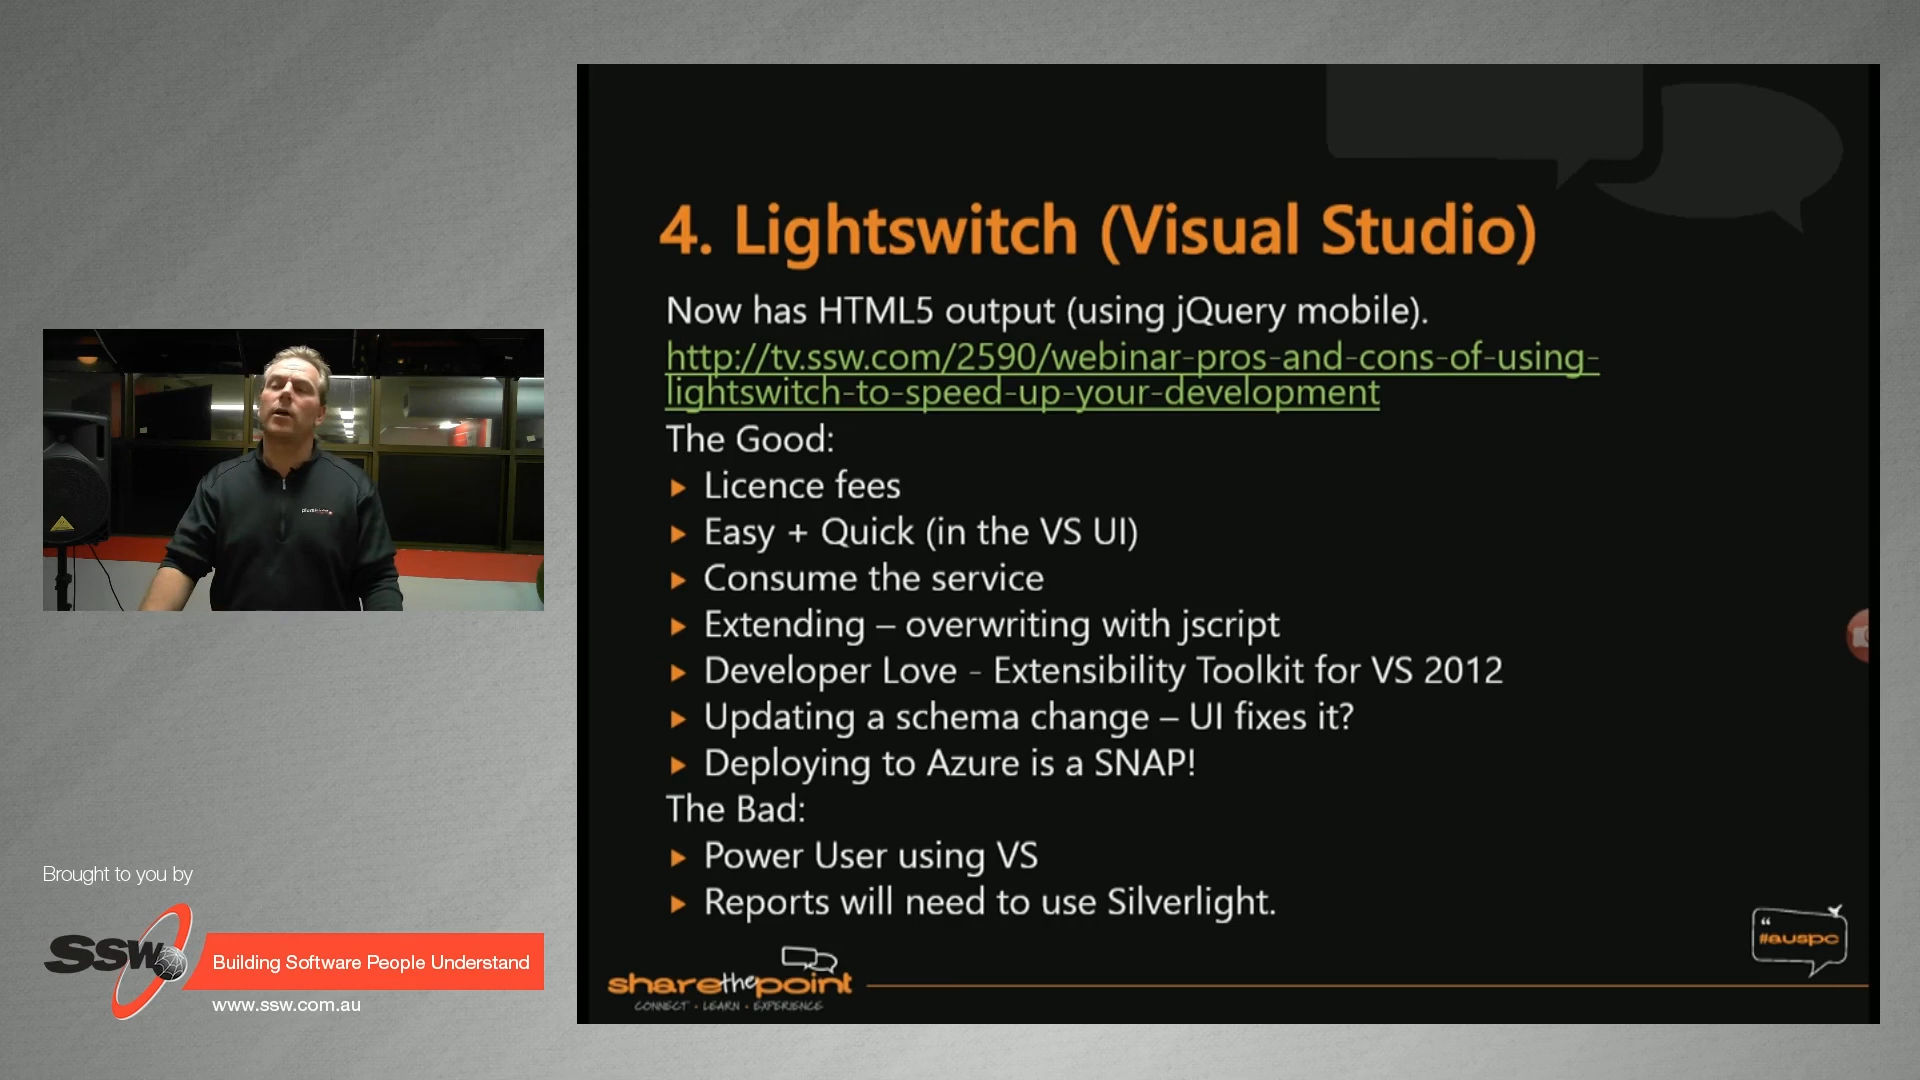 4. Lightswitch (Visual Studio)
Now has HTML5 output (using jQuery mobile).
http://tv.ssw.com/2590/webinar-pros-and-cons-of-using-
lightswitch-to-speed-up-your-development
The Good:
Licence fees
Easy + Quick (in the VS UI)
Consume the service
Extending – overwriting with jscript
Developer Love - Extensibility Toolkit for VS 2012
Updating a schema change – UI fixes it?
Deploying to Azure is a SNAP!
The Bad:
Power User using VS
Reports will need to use Silverlight.
“
#auspc
sharethepoint
CONNECT • LEARN • EXPERIENCE
Brought to you by
SSW
Building Software People Understand
www.ssw.com.au